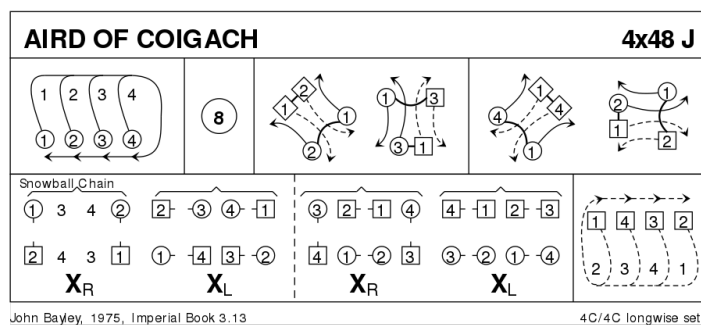 AIRD OF COIGACH 4x48 J
1 2 3 4
1 2 3 4
8
2
1 1
2
1 3
3 1
1
4 4
1
1
2
1 2
Snowball Chain
1 3 4 2 2 3 4 1 3 2 1 4 4 1 2 3
2 4 3 1 1 4 3 2 4 1 2 3 3 2 1 4
XR XL XR XL
1 4 3 2
2 3 4 1
John Bayley, 1975, Imperial Book 3.13 4C/4C longwise set